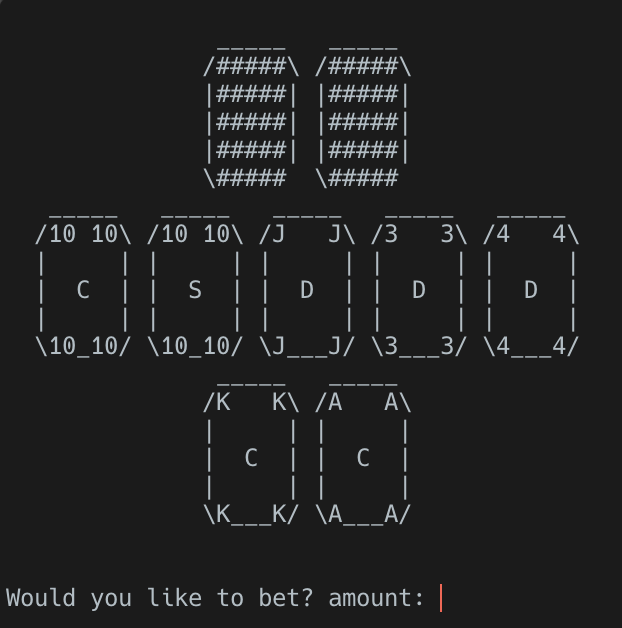 _____   _____
/#####\ /#####\
|#####| |#####|
|#####| |#####|
|#####| |#####|
\#####  \#####
 _____   _____   _____   _____   _____
/10 10\ /10 10\ /J   J\ /3   3\ /4   4\
|     | |     | |     | |     | |     |
|  C  | |  S  | |  D  | |  D  | |  D  |
|     | |     | |     | |     | |     |
\10_10/ \10_10/ \J___J/ \3___3/ \4___4/
 _____   _____
/K   K\ /A   A\
|     | |     |
|  C  | |  C  |
|     | |     |
\K___K/ \A___A/
Would you like to bet? amount: